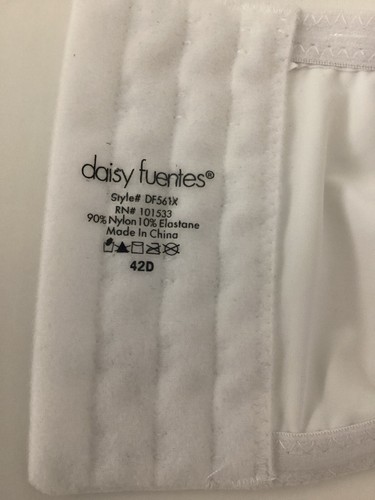 daisy fuentes®
Style# DF561X
RN# 101533
90% Nylon 10% Elastane
Made In China
42D